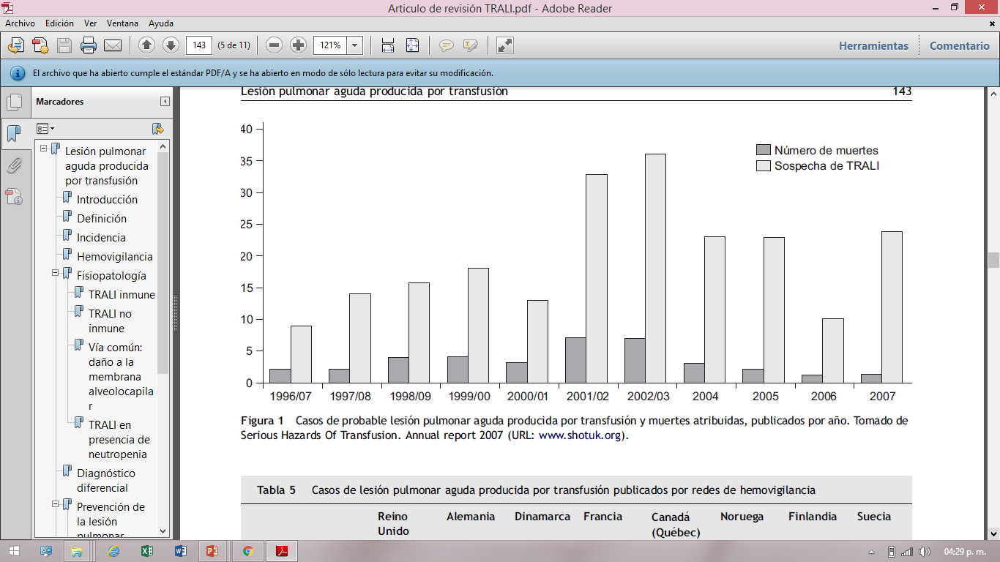 Articulo de revisión TRALI.pdf - Adobe Reader
Archivo Edición Ver Ventana Ayuda
143 (5 de 11) 121% Herramientas Comentario
El archivo que ha abierto cumple el estándar PDF/A y se ha abierto en modo de sólo lectura para evitar su modificación.
Marcadores
Lesión pulmonar
aguda producida
por transfusión
Introducción
Definición
Incidencia
Hemovigilancia
Fisiopatología
TRALI inmune
TRALI no
inmune
Vía común:
daño a la
membrana
alveolocapila
r
TRALI en
presencia de
neutropenia
Diagnóstico
diferencial
Prevención de
la lesión
pulmonar
Lesión pulmonar aguda producida por transfusión 143
40
35
30
25
20
15
10
5
0
Número de muertes
Sospecha de TRALI
1996/07 1997/08 1998/09 1999/00 2000/01 2001/02 2002/03 2004 2005 2006 2007
Figura 1 Casos de probable lesión pulmonar aguda producida por transfusión y muertes atribuidas, publicados por año. Tomado de
Serious Hazards Of Transfusion. Annual report 2007 (URL: www.shotuk.org).
Tabla 5 Casos de lesión pulmonar aguda producida por transfusión publicados por redes de hemovigilancia
Reino Alemania Dinamarca Francia Canadá Noruega Finlandia Suecia
Unido (Québec)
04:29 p. m.